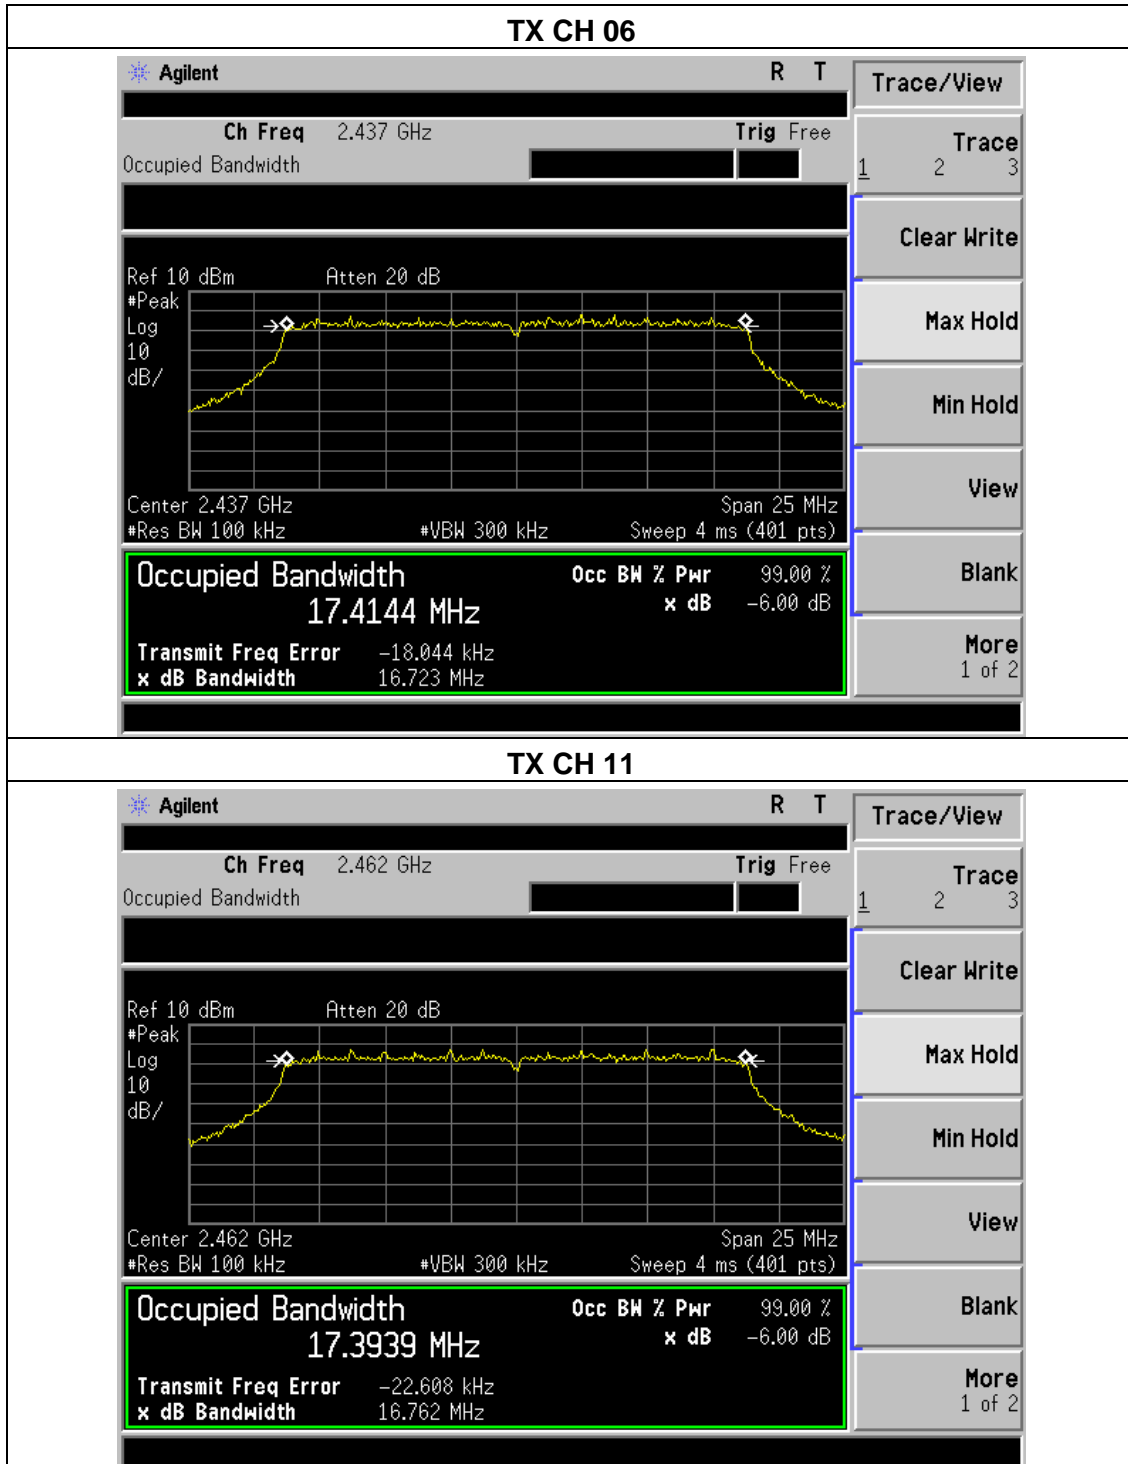 TX CH 06
Agilent R T Trace/View
Ch Freq 2.437 GHz Trig Free
Occupied Bandwidth
Trace
1 2 3
Clear Write
Max Hold
Min Hold
View
Blank
More
1 of 2
Ref 10 dBm Atten 20 dB
#Peak
Log
10
dB/
Center 2.437 GHz Span 25 MHz
#Res BW 100 kHz #VBW 300 kHz Sweep 4 ms (401 pts)
Occupied Bandwidth Occ BW % Pwr 99.00 %
17.4144 MHz x dB -6.00 dB
Transmit Freq Error -18.044 kHz
x dB Bandwidth 16.723 MHz
TX CH 11
Agilent R T Trace/View
Ch Freq 2.462 GHz Trig Free
Occupied Bandwidth
Trace
1 2 3
Clear Write
Max Hold
Min Hold
View
Blank
More
1 of 2
Ref 10 dBm Atten 20 dB
#Peak
Log
10
dB/
Center 2.462 GHz Span 25 MHz
#Res BW 100 kHz #VBW 300 kHz Sweep 4 ms (401 pts)
Occupied Bandwidth Occ BW % Pwr 99.00 %
17.3939 MHz x dB -6.00 dB
Transmit Freq Error -22.608 kHz
x dB Bandwidth 16.762 MHz